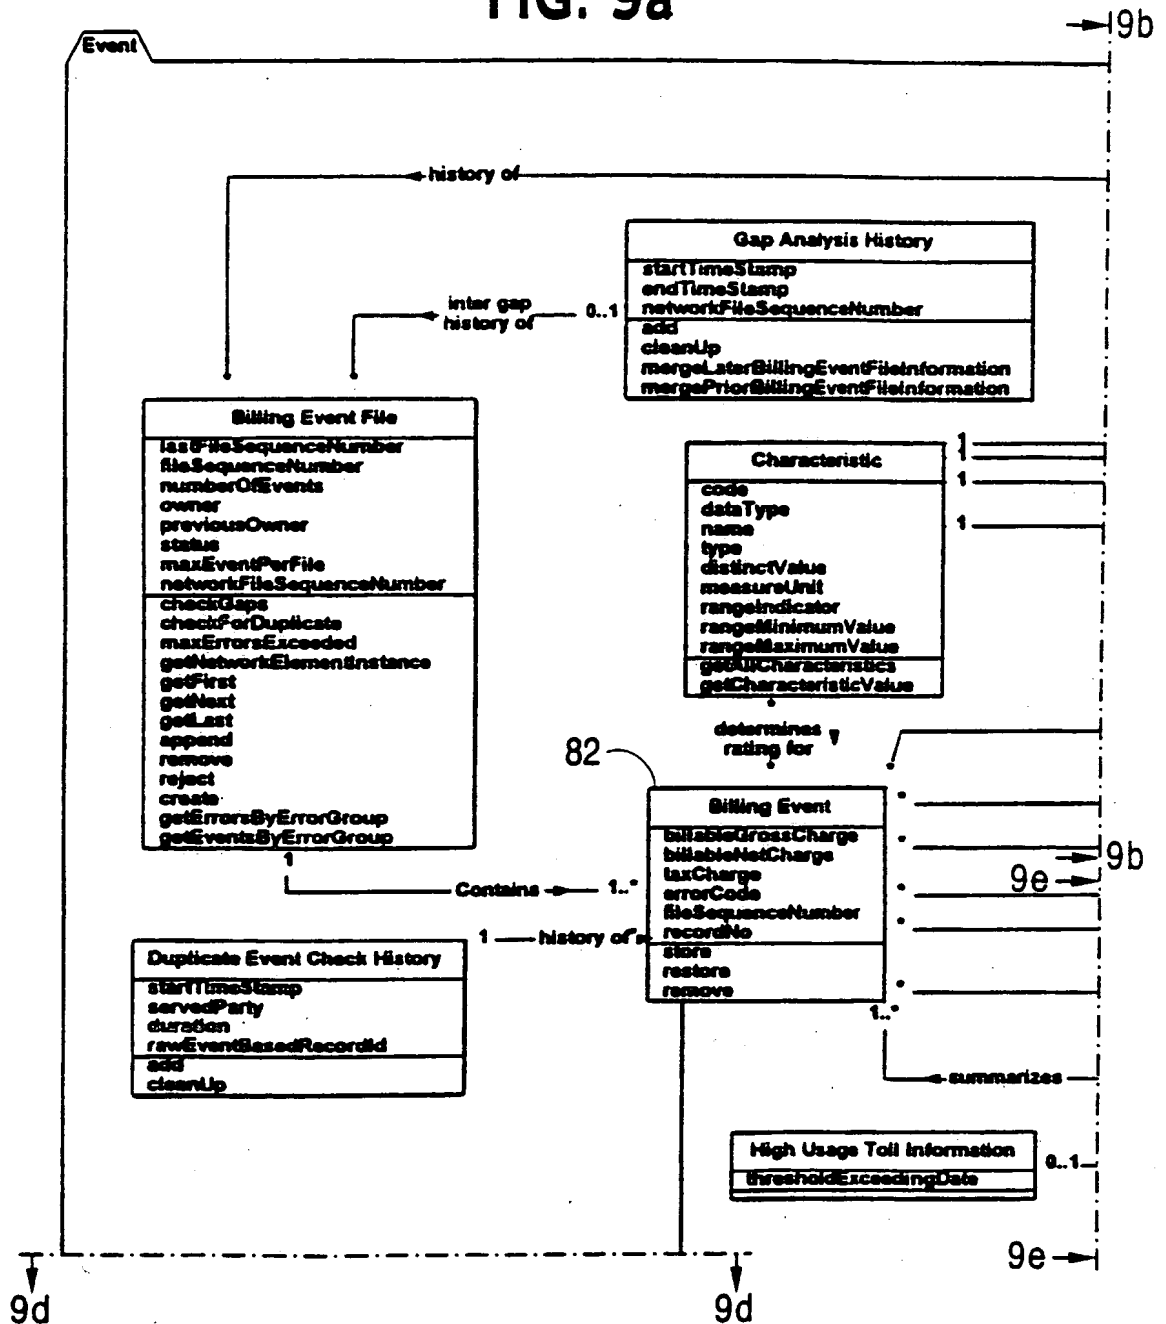 FIG. 9a
9b
Event
history of
Gap Analysis History
startTimeStamp
endTimeStamp
networkFileSequenceNumber
add
cleanUp
mergeLaterBillingEventFileInformation
mergePriorBillingEventFileInformation
inter gap
history of
0..1
*
*
Billing Event File
lastFileSequenceNumber
fileSequenceNumber
numberOfEvents
owner
previousOwner
status
maxEventPerFile
networkFileSequenceNumber
checkGaps
checkForDuplicate
maxErrorsExceeded
getNetworkElementInstance
getFirst
getNext
getLast
append
remove
reject
create
getErrorsByErrorGroup
getEventsByErrorGroup
Characteristic
code
dataType
name
type
distinctValue
measureUnit
rangeIndicator
rangeMinimumValue
rangeMaximumValue
getAllCharacteristics
getCharacteristicValue
1
1
1
1
*
determines
rating for
*
*
82
Billing Event
billableGrossCharge
billableNetCharge
taxCharge
errorCode
fileSequenceNumber
recordNo
store
restore
remove
*
*
*
*
*
9b
9e
1
Contains
1..*
1
history of
Duplicate Event Check History
startTimeStamp
servedParty
duration
rawEventBasedRecordId
add
cleanUp
1..*
summarizes
High Usage Toll Information
thresholdExceedingDate
0..1
9e
9d
9d